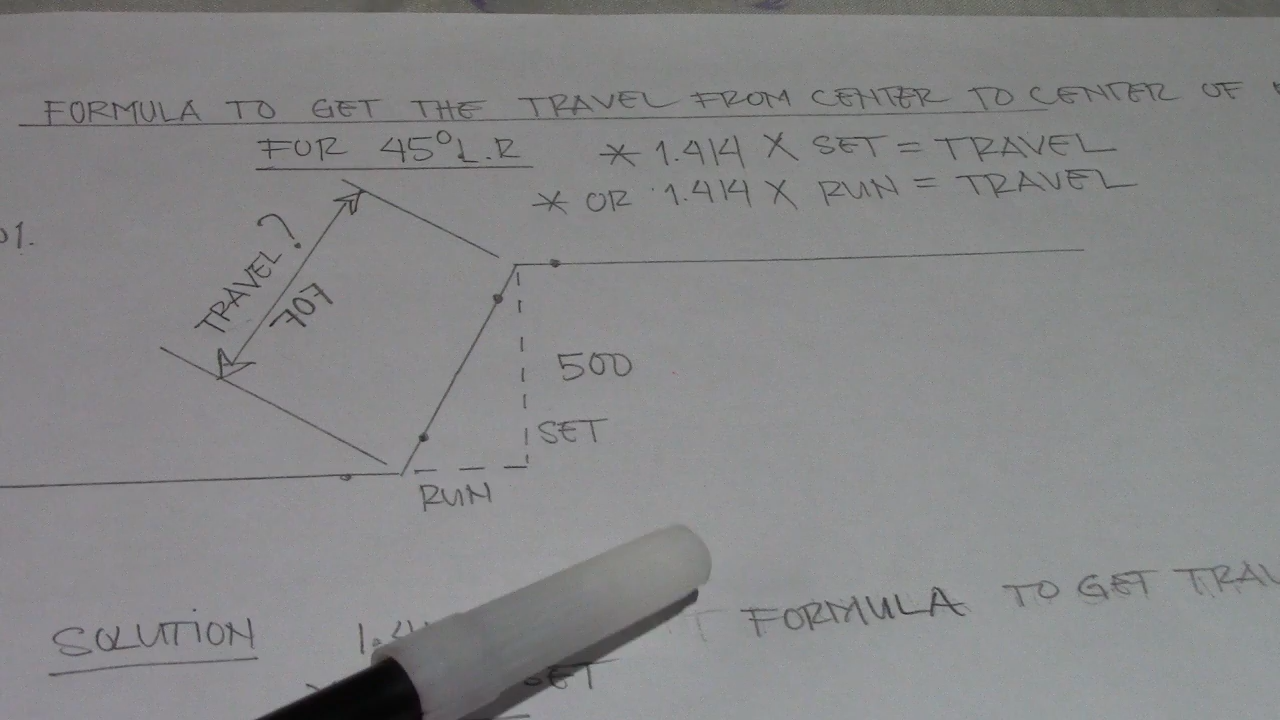 FORMULA TO GET THE TRAVEL FROM CENTER TO CENTER OF
FOR 45° L.R
* 1.414 X SET = TRAVEL
* OR 1.414 X RUN = TRAVEL
TRAVEL?
707
500
SET
RUN
SOLUTION
FORMULA TO GET
SET